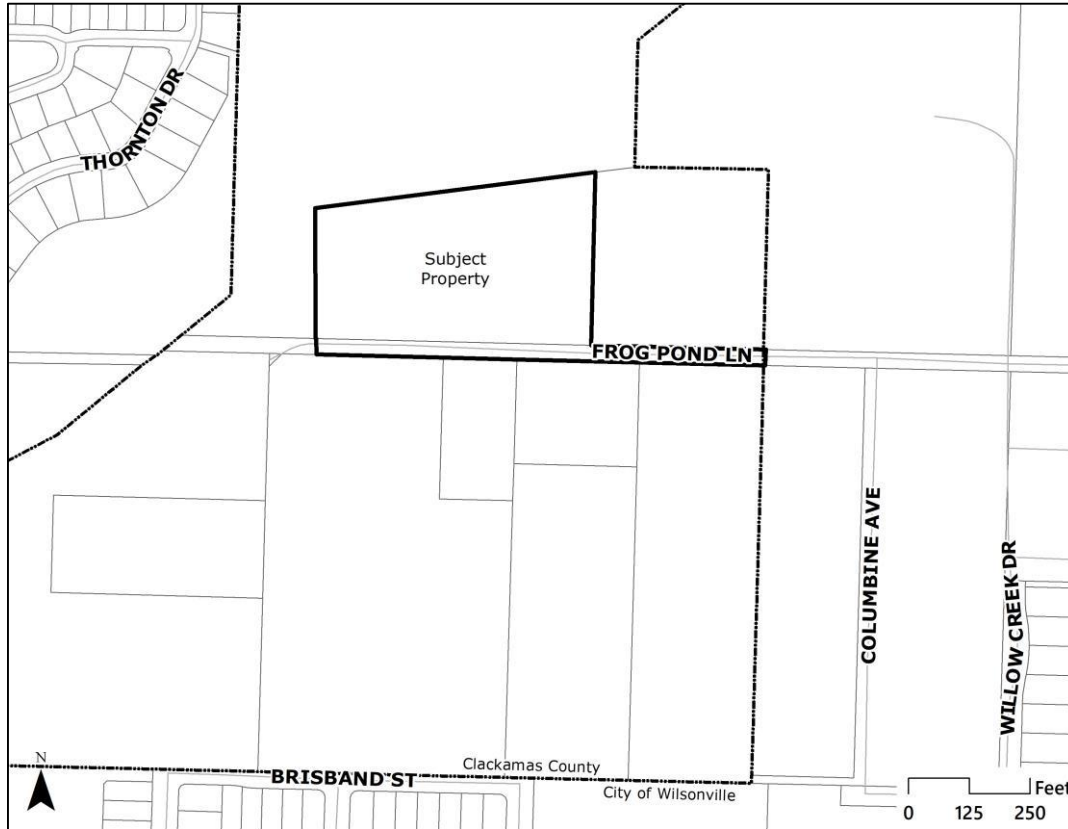 THORNTON DR
Subject
Property
FROG POND LN
COLUMBINE AVE
WILLOW CREEK DR
N
BRISBAND ST
Clackamas County
City of Wilsonville
Feet
0 125 250